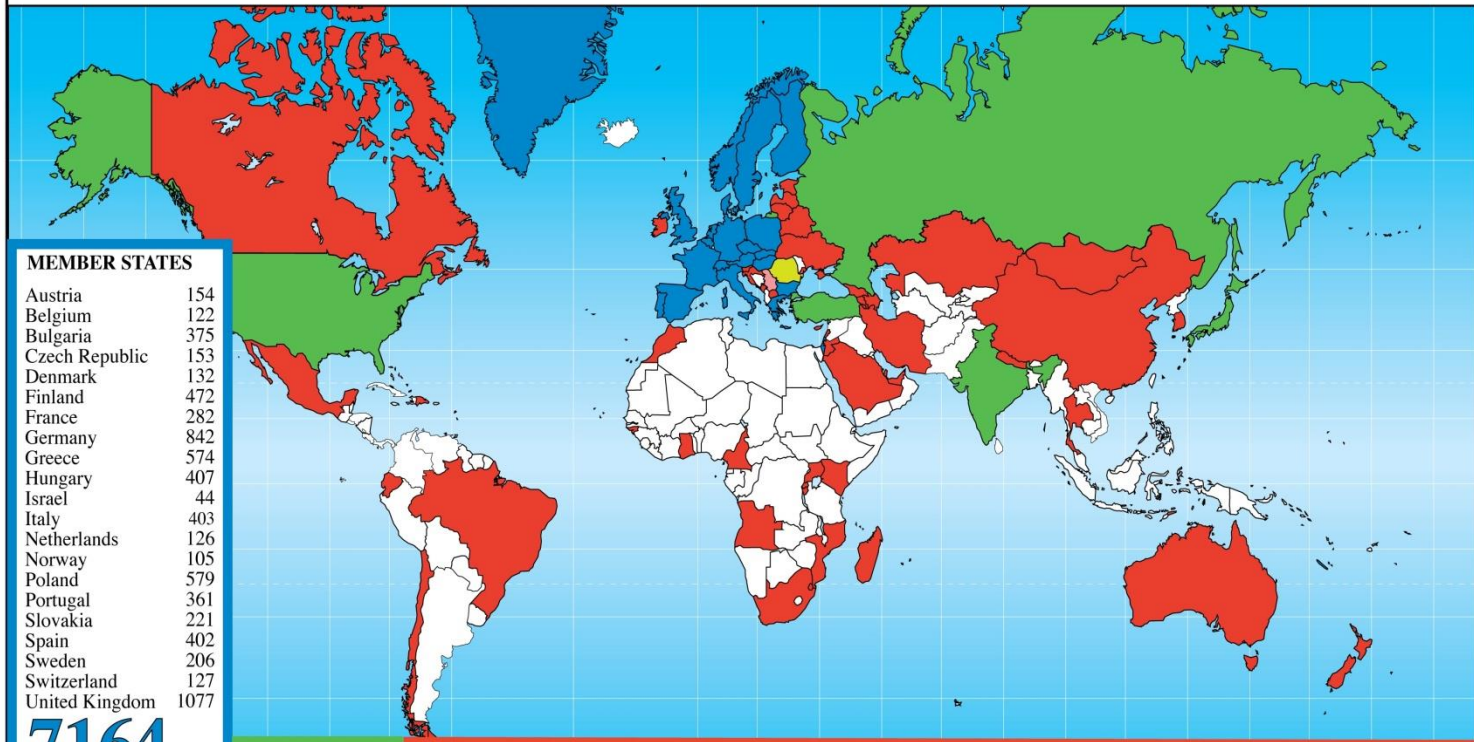 MEMBER STATES
Austria 154
Belgium 122
Bulgaria 375
Czech Republic 153
Denmark 132
Finland 472
France 282
Germany 842
Greece 574
Hungary 407
Israel 44
Italy 403
Netherlands 126
Norway 105
Poland 579
Portugal 361
Slovakia 221
Spain 402
Sweden 206
Switzerland 127
United Kingdom 1077
7164